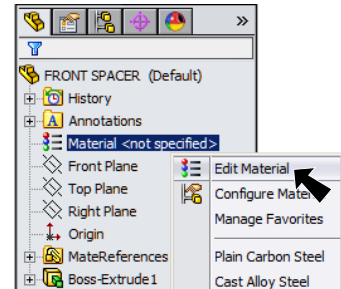 »
FRONT SPACER (Default)
History
A Annotations
Material <not specified>
Front Plane
Top Plane
Right Plane
Origin
MateReferences
Boss-Extrude1
Edit Material
Configure Mater
Manage Favorites
Plain Carbon Steel
Cast Alloy Steel